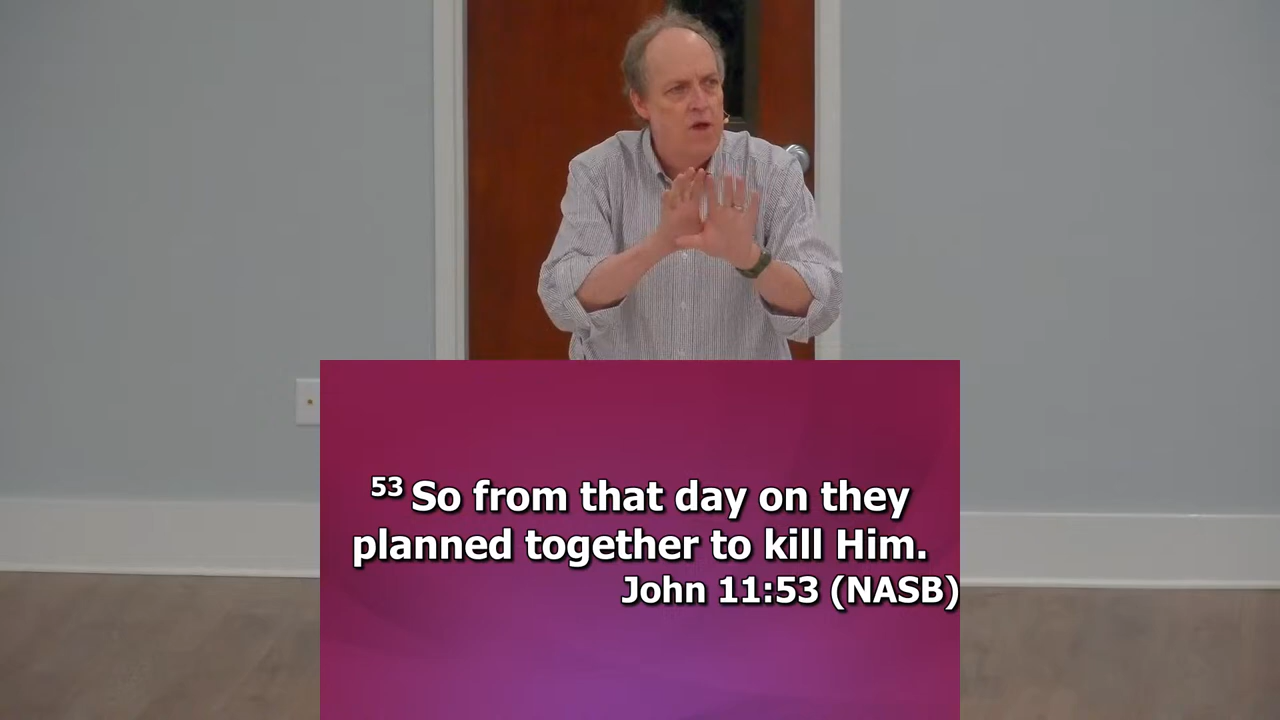 53 So from that day on they
planned together to kill Him.
John 11:53 (NASB)